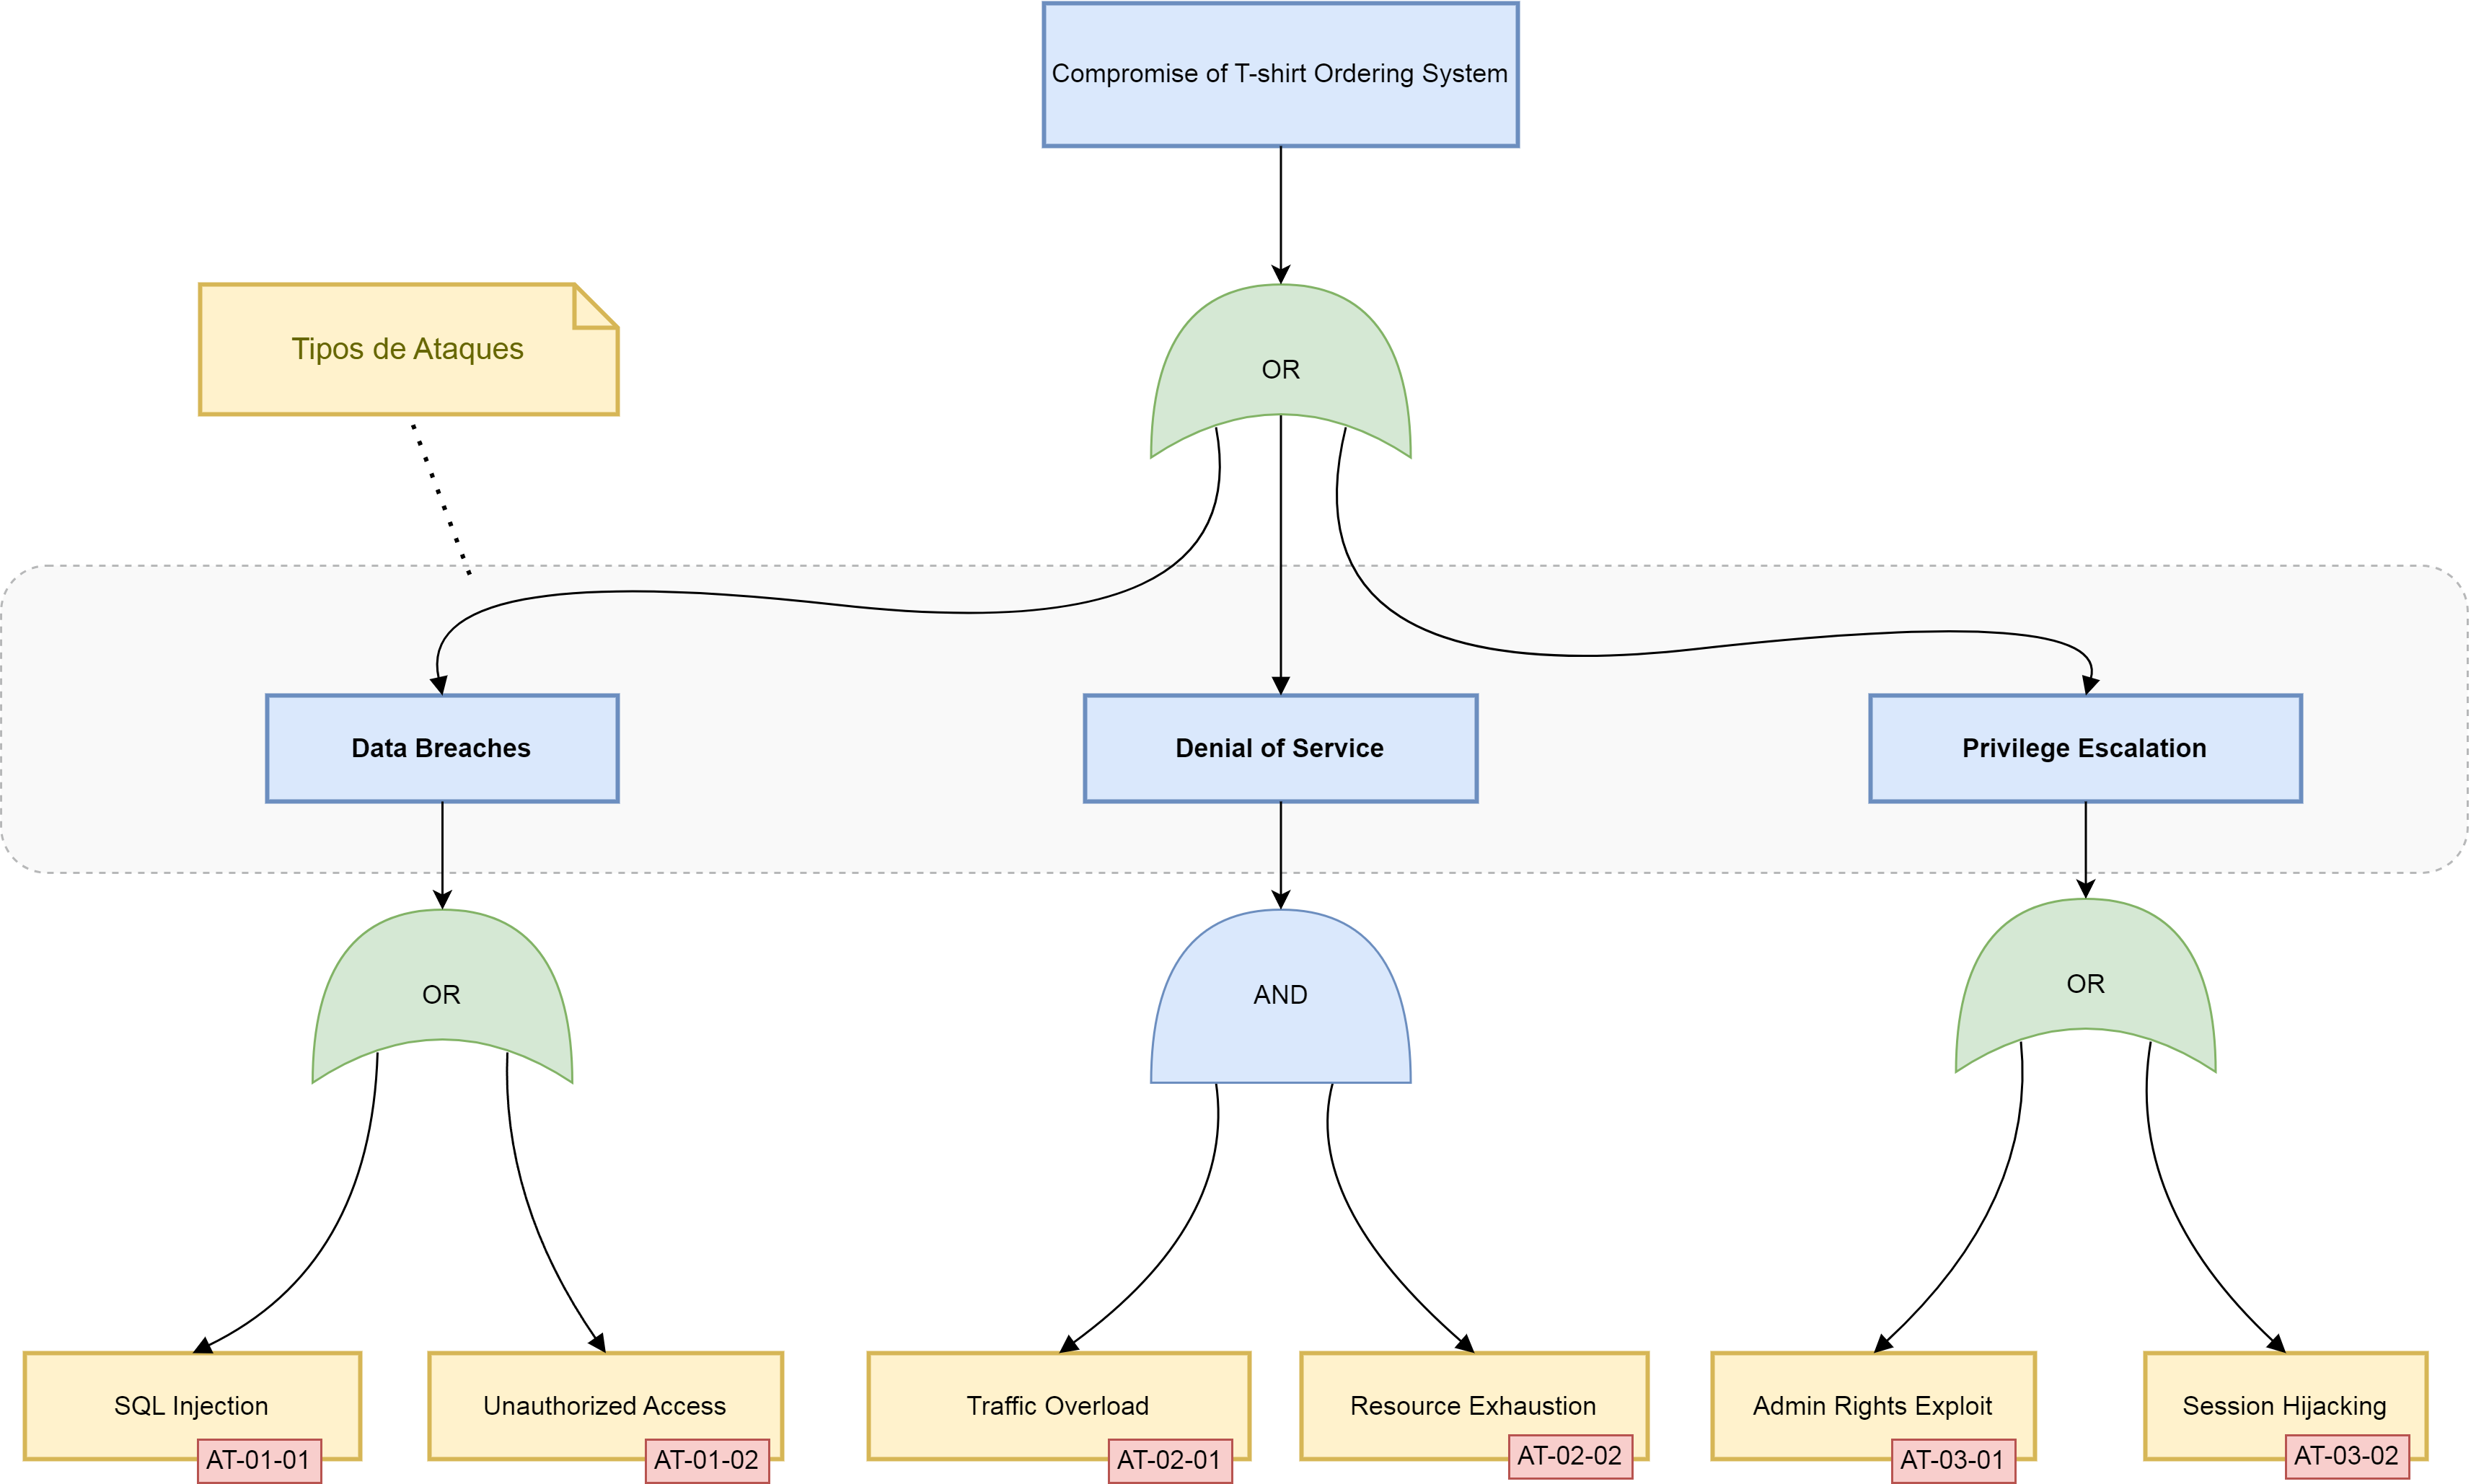 Compromise of T-shirt Ordering System
Tipos de Ataques
OR
Data Breaches
Denial of Service
Privilege Escalation
OR
AND
OR
SQL Injection
AT-01-01
Unauthorized Access
AT-01-02
Traffic Overload
AT-02-01
Resource Exhaustion
AT-02-02
Admin Rights Exploit
AT-03-01
Session Hijacking
AT-03-02